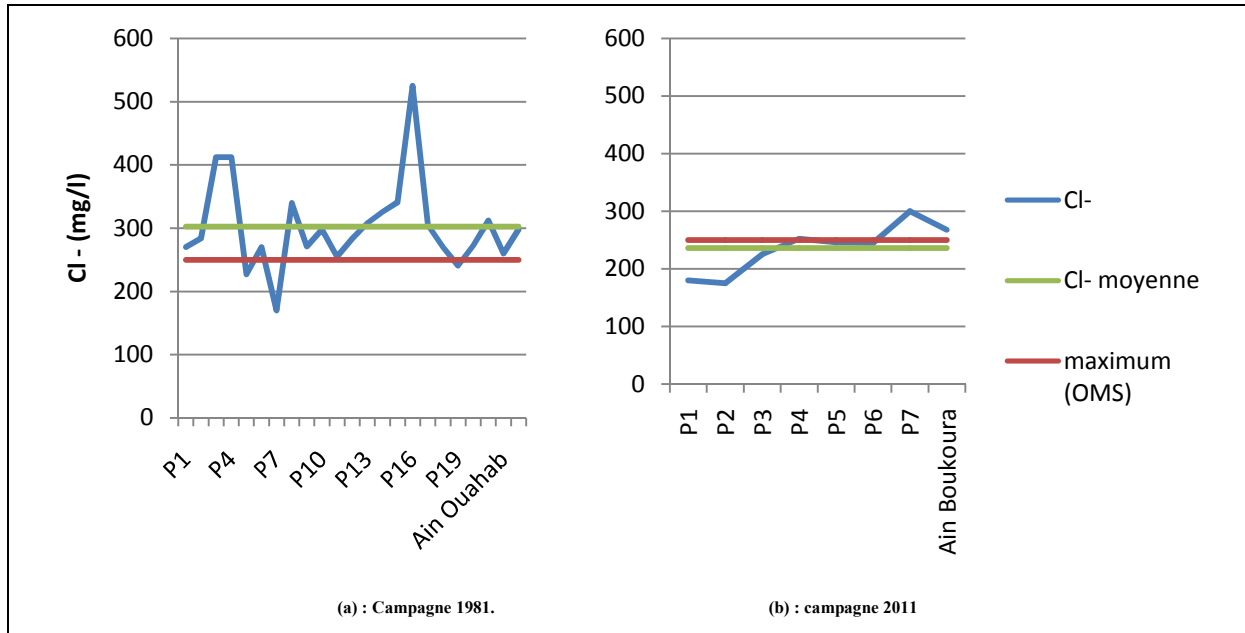 Cl - (mg/l)
600
500
400
300
200
100
0
P1
P4
P7
P10
P13
P16
P19
Ain Ouahab
(a) : Campagne 1981.
600
500
400
300
200
100
0
P1
P2
P3
P4
P5
P6
P7
Ain Boukoura
(b) : campagne 2011
Cl-
Cl- moyenne
maximum
(OMS)